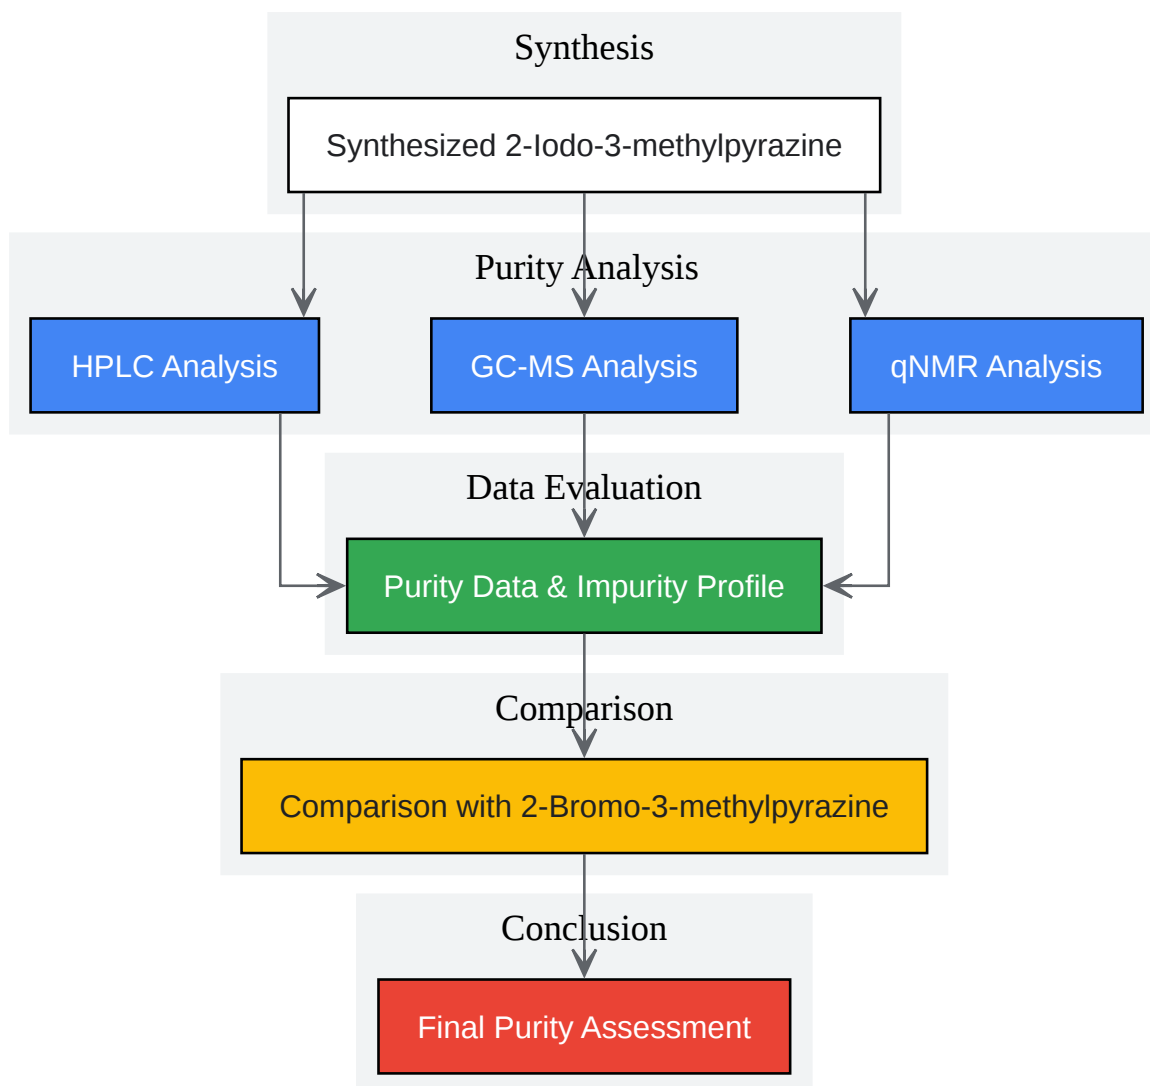 Synthesis
Synthesized 2-Iodo-3-methylpyrazine
Purity Analysis
HPLC Analysis
GC-MS Analysis
qNMR Analysis
Data Evaluation
Purity Data & Impurity Profile
Comparison
Comparison with 2-Bromo-3-methylpyrazine
Conclusion
Final Purity Assessment